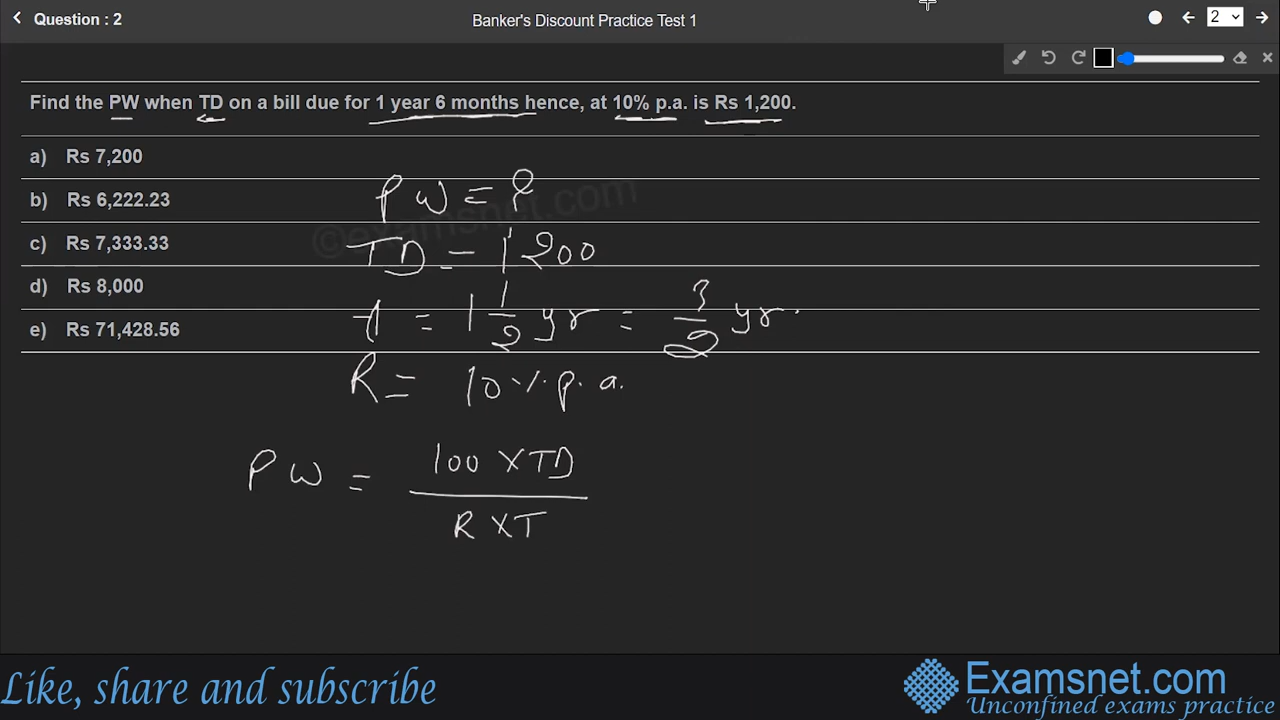 Question : 2
Banker's Discount Practice Test 1
2
Find the PW when TD on a bill due for 1 year 6 months hence, at 10% p.a. is Rs 1,200.
a) Rs 7,200
b) Rs 6,222.23
c) Rs 7,333.33
d) Rs 8,000
e) Rs 71,428.56
©examsnet.com
PW = ?
TD = 1200
T = 1 1/2 yr = 3/2 yr.
R = 10 % p. a.
PW = 100 X TD
R X T
Like, share and subscribe
Examsnet.com
Unconfined exams practice